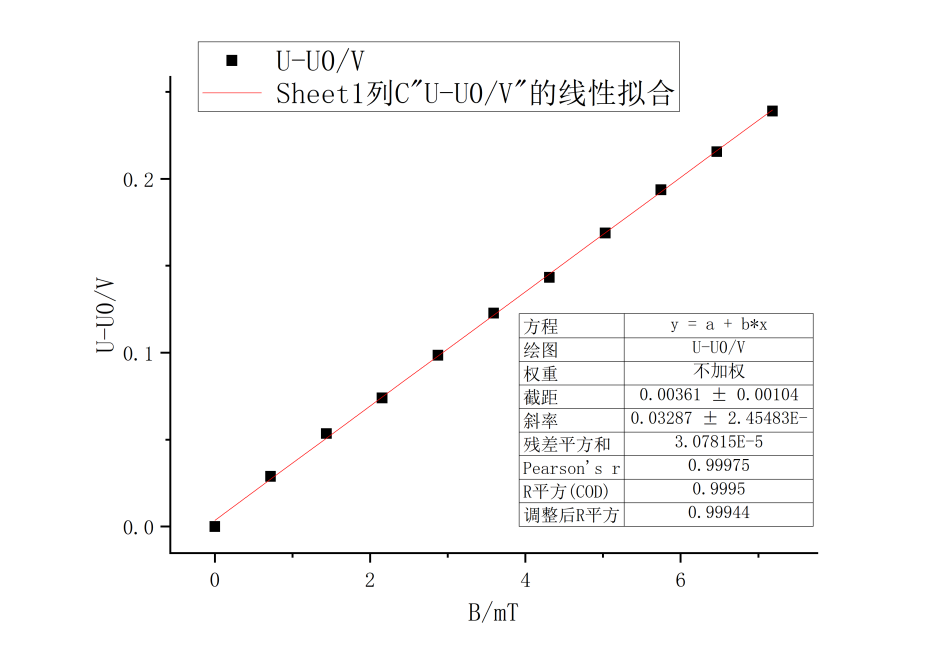 U-U0/V
Sheet1列C"U-U0/V"的线性拟合
0.2
0.1
0.0
U-U0/V
0
2
4
6
B/mT
方程 y = a + b*x
绘图 U-U0/V
权重 不加权
截距 0.00361 ± 0.00104
斜率 0.03287 ± 2.45483E-
残差平方和 3.07815E-5
Pearson's r 0.99975
R平方(COD) 0.9995
调整后R平方 0.99944